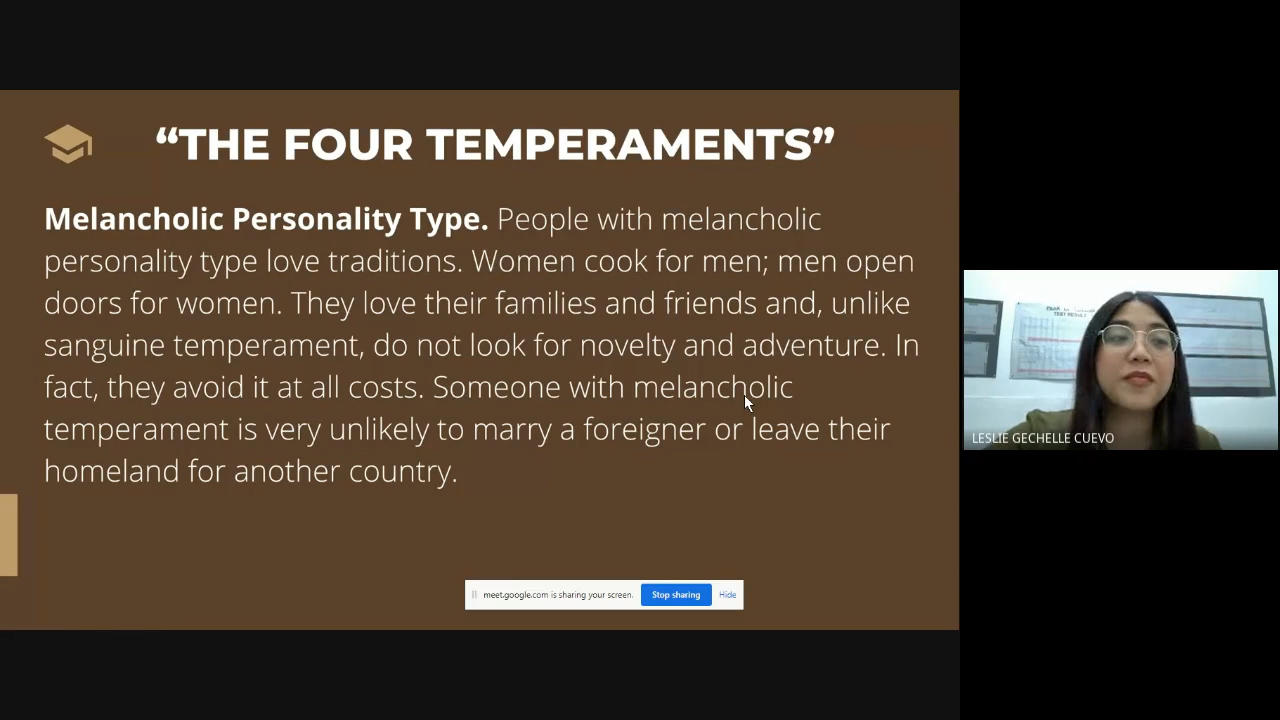 “THE FOUR TEMPERAMENTS”
Melancholic Personality Type. People with melancholic
personality type love traditions. Women cook for men; men open
doors for women. They love their families and friends and, unlike
sanguine temperament, do not look for novelty and adventure. In
fact, they avoid it at all costs. Someone with melancholic
temperament is very unlikely to marry a foreigner or leave their
homeland for another country.
meet.google.com is sharing your screen.
Stop sharing
Hide
TEST RESULT
LESLIE GECHELLE CUEVO